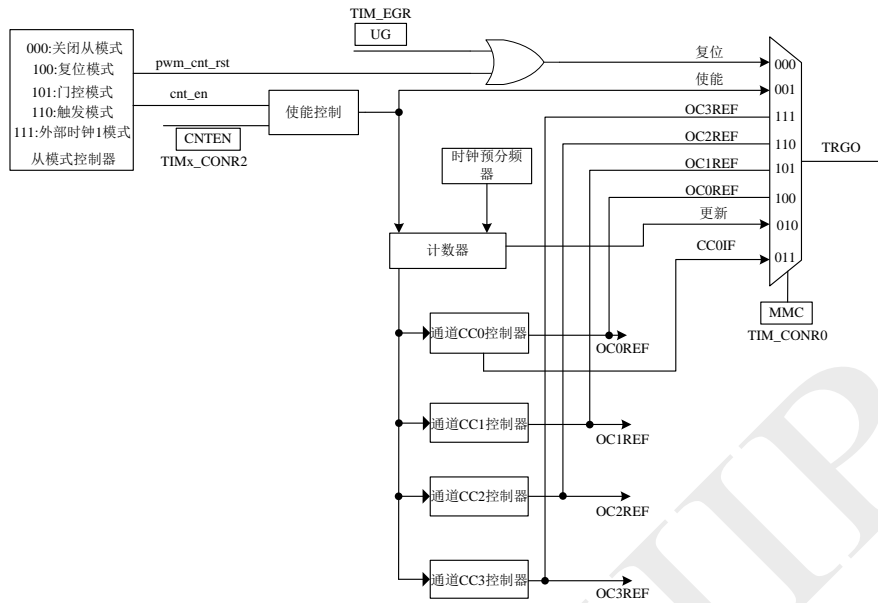 TIM_EGR
UG
000:关闭从模式
100:复位模式
101:门控模式
110:触发模式
111:外部时钟1模式
从模式控制器
pwm_cnt_rst
cnt_en
CNTEN
TIMx_CONR2
使能控制
时钟预分频
器
计数器
通道CC0控制器
OC0REF
通道CC1控制器
OC1REF
通道CC2控制器
OC2REF
通道CC3控制器
OC3REF
复位
000
使能
001
OC3REF
111
OC2REF
110
OC1REF
101
OC0REF
100
更新
010
CC0IF
011
TRGO
MMC
TIM_CONR0